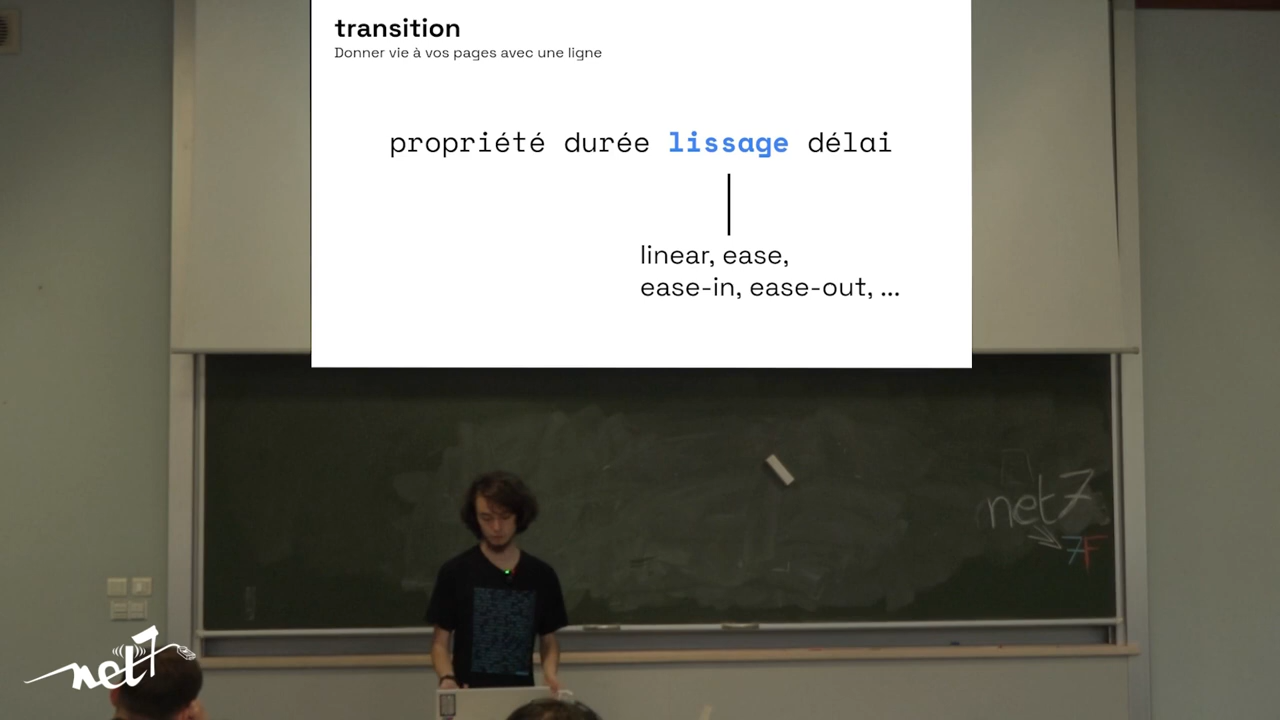 transition
Donner vie à vos pages avec une ligne
propriété durée lissage délai
linear, ease,
ease-in, ease-out, ...
net7
7F
net7